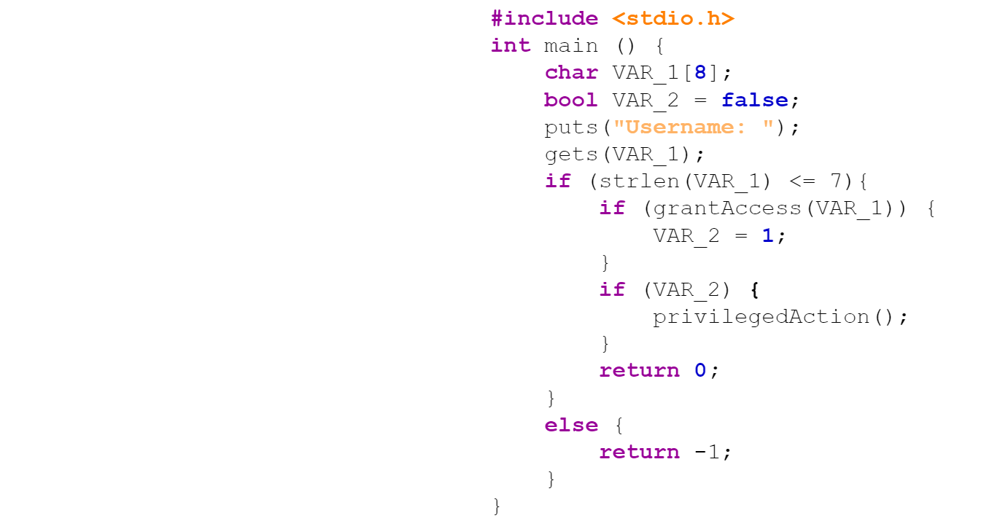 #include <stdio.h>
int main () {
    char VAR_1[8];
    bool VAR_2 = false;
    puts("Username: ");
    gets(VAR_1);
    if (strlen(VAR_1) <= 7){
        if (grantAccess(VAR_1)) {
            VAR_2 = 1;
        }
        if (VAR_2) {
            privilegedAction();
        }
        return 0;
    }
    else {
        return -1;
    }
}